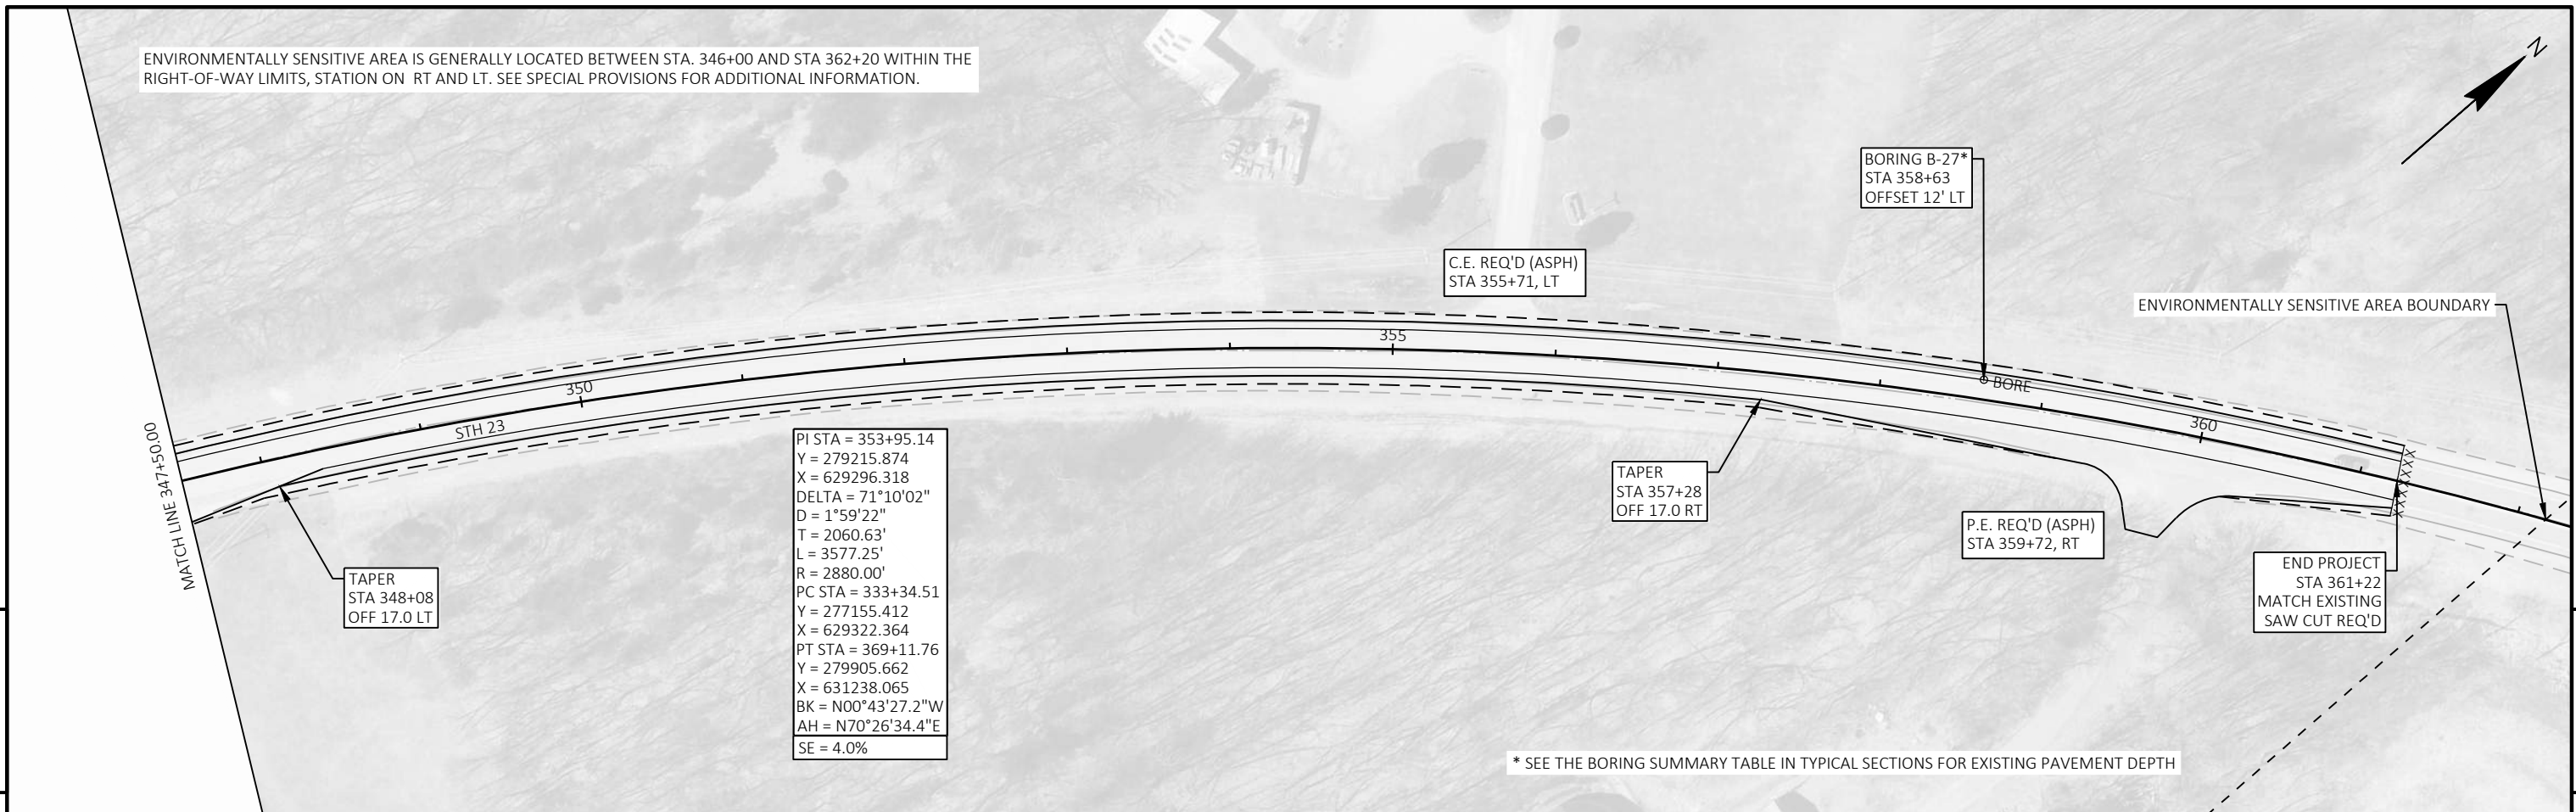 ENVIRONMENTALLY SENSITIVE AREA IS GENERALLY LOCATED BETWEEN STA. 346+00 AND STA 362+20 WITHIN THE
RIGHT-OF-WAY LIMITS, STATION ON RT AND LT. SEE SPECIAL PROVISIONS FOR ADDITIONAL INFORMATION.
N
BORING B-27*
STA 358+63
OFFSET 12' LT
C.E. REQ'D (ASPH)
STA 355+71, LT
ENVIRONMENTALLY SENSITIVE AREA BOUNDARY
355
350
BORE
360
STH 23
MATCH LINE 347+50.00
XXXXXX
PI STA = 353+95.14
Y = 279215.874
X = 629296.318
DELTA = 71°10'02"
D = 1°59'22"
T = 2060.63'
L = 3577.25'
R = 2880.00'
PC STA = 333+34.51
Y = 277155.412
X = 629322.364
PT STA = 369+11.76
Y = 279905.662
X = 631238.065
BK = N00°43'27.2"W
AH = N70°26'34.4"E
SE = 4.0%
TAPER
STA 357+28
OFF 17.0 RT
P.E. REQ'D (ASPH)
STA 359+72, RT
END PROJECT
STA 361+22
MATCH EXISTING
SAW CUT REQ'D
TAPER
STA 348+08
OFF 17.0 LT
* SEE THE BORING SUMMARY TABLE IN TYPICAL SECTIONS FOR EXISTING PAVEMENT DEPTH